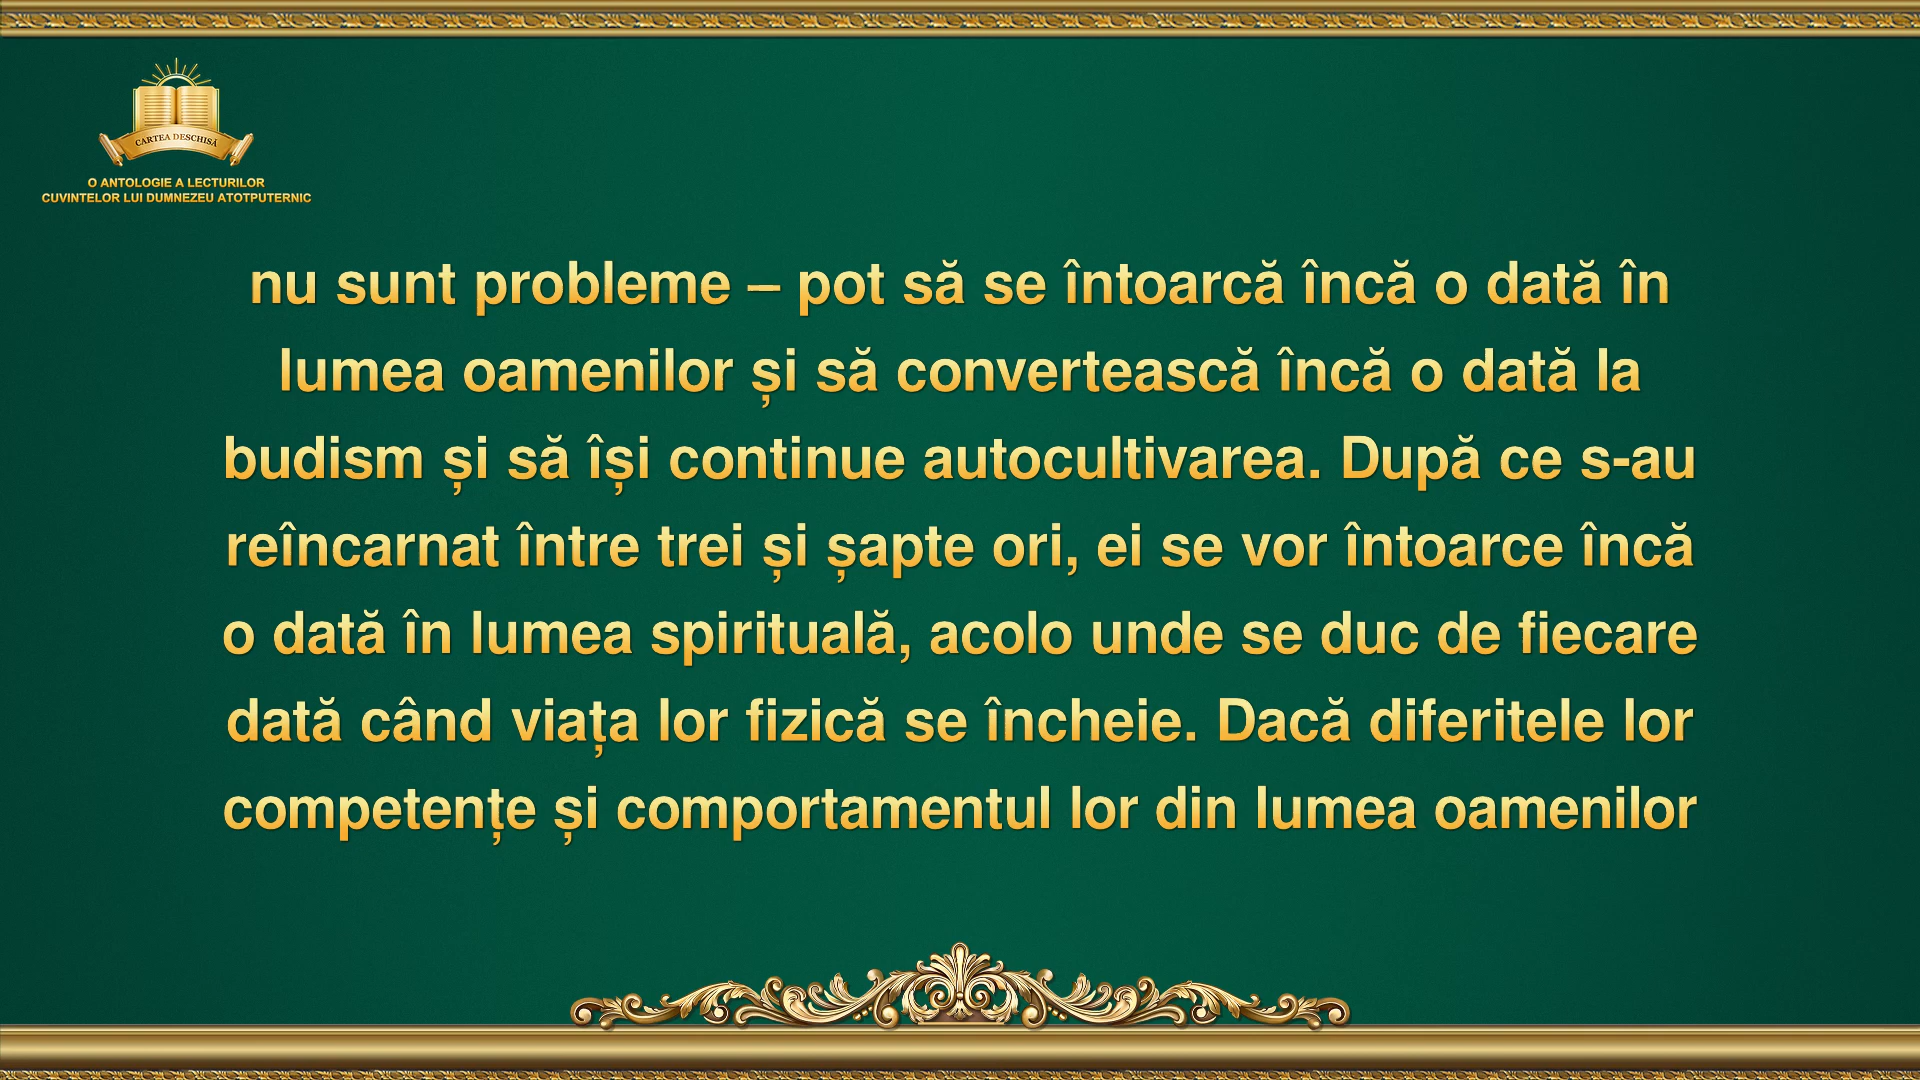 CARTEA DESCHISĂ
O ANTOLOGIE A LECTURILOR
CUVINTELOR LUI DUMNEZEU ATOTPUTERNIC
nu sunt probleme – pot să se întoarcă încă o dată în
lumea oamenilor și să convertească încă o dată la
budism și să își continue autocultivarea. După ce s-au
reîncarnat între trei și șapte ori, ei se vor întoarce încă
o dată în lumea spirituală, acolo unde se duc de fiecare
dată când viața lor fizică se încheie. Dacă diferitele lor
competențe și comportamentul lor din lumea oamenilor